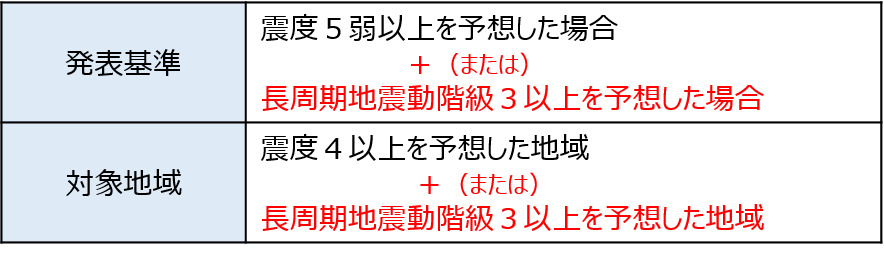 発表基準
震度５弱以上を予想した場合
＋（または）
長周期地震動階級３以上を予想した場合
対象地域
震度４以上を予想した地域
＋（または）
長周期地震動階級３以上を予想した地域